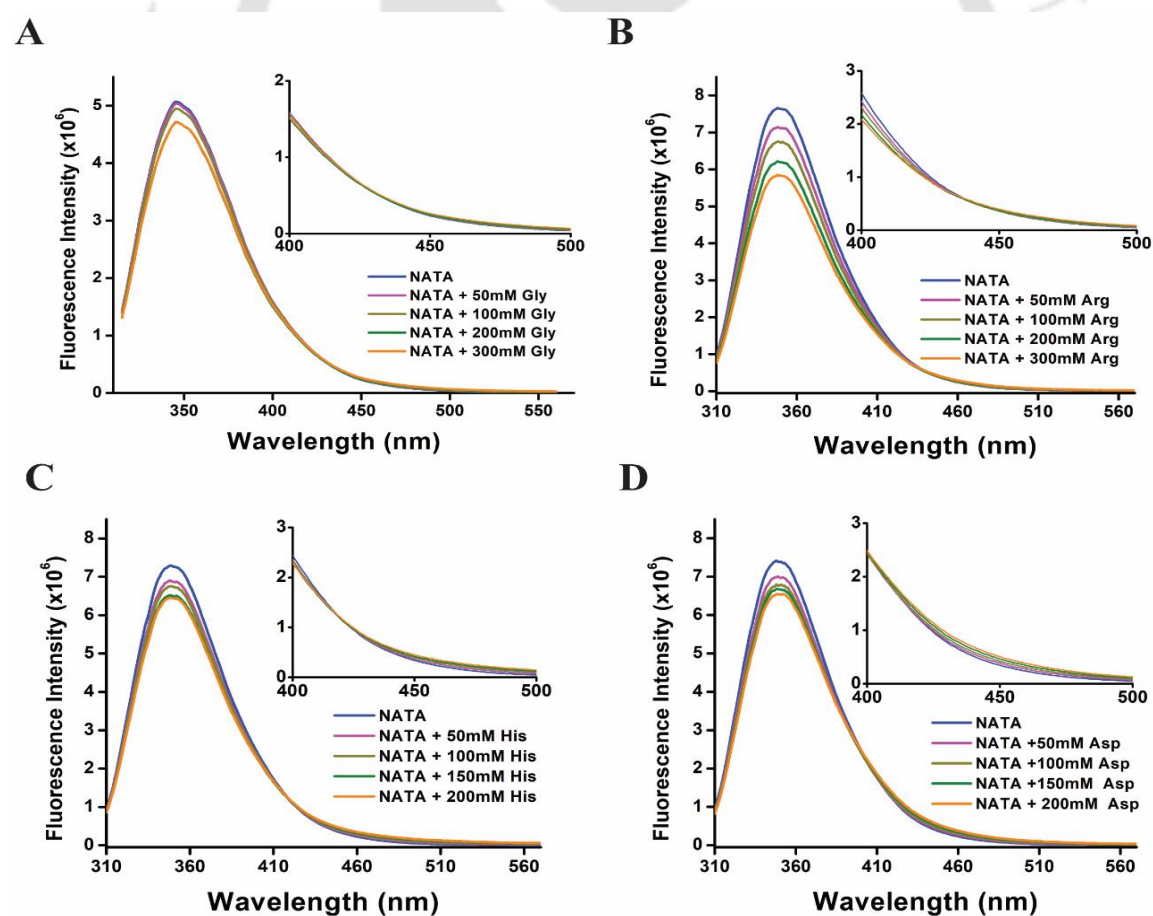 A
Fluorescence Intensity (x10⁶)
5
4
3
2
1
0
350
400
450
500
550
Wavelength (nm)
2
1
0
400
450
500
NATA
NATA + 50mM Gly
NATA + 100mM Gly
NATA + 200mM Gly
NATA + 300mM Gly
B
Fluorescence Intensity (x10⁶)
8
7
6
5
4
3
2
1
0
310
360
410
460
510
560
Wavelength (nm)
3
2
1
0
400
450
500
NATA
NATA + 50mM Arg
NATA + 100mM Arg
NATA + 200mM Arg
NATA + 300mM Arg
C
Fluorescence Intensity (x10⁶)
8
7
6
5
4
3
2
1
0
310
360
410
460
510
560
Wavelength (nm)
3
2
1
0
400
450
500
NATA
NATA + 50mM His
NATA + 100mM His
NATA + 150mM His
NATA + 200mM His
D
Fluorescence Intensity (x10⁶)
8
7
6
5
4
3
2
1
0
310
360
410
460
510
560
Wavelength (nm)
3
2
1
0
400
450
500
NATA
NATA +50mM Asp
NATA +100mM Asp
NATA +150mM Asp
NATA + 200mM Asp